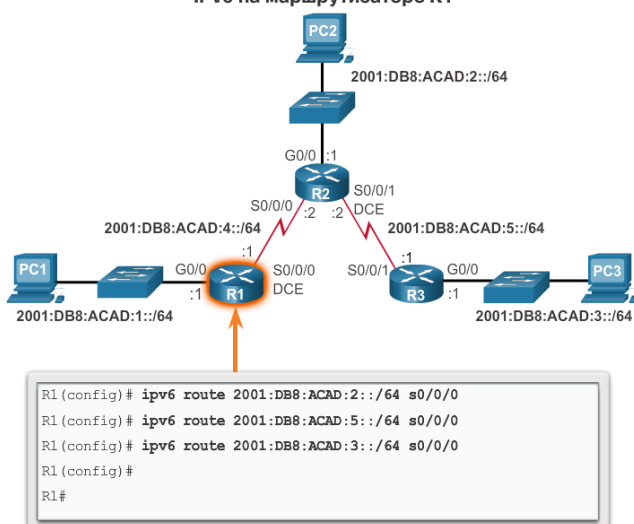 IPv6 на маршрутизаторе R1
PC2
2001:DB8:ACAD:2::/64
G0/0 :1
R2
S0/0/0 :2 :2 S0/0/1
DCE
2001:DB8:ACAD:4::/64
2001:DB8:ACAD:5::/64
PC1
G0/0 :1
R1
:1 S0/0/0
DCE
2001:DB8:ACAD:1::/64
S0/0/1 :1
R3
G0/0 :1
PC3
2001:DB8:ACAD:3::/64
R1(config)# ipv6 route 2001:DB8:ACAD:2::/64 s0/0/0
R1(config)# ipv6 route 2001:DB8:ACAD:5::/64 s0/0/0
R1(config)# ipv6 route 2001:DB8:ACAD:3::/64 s0/0/0
R1(config)#
R1#